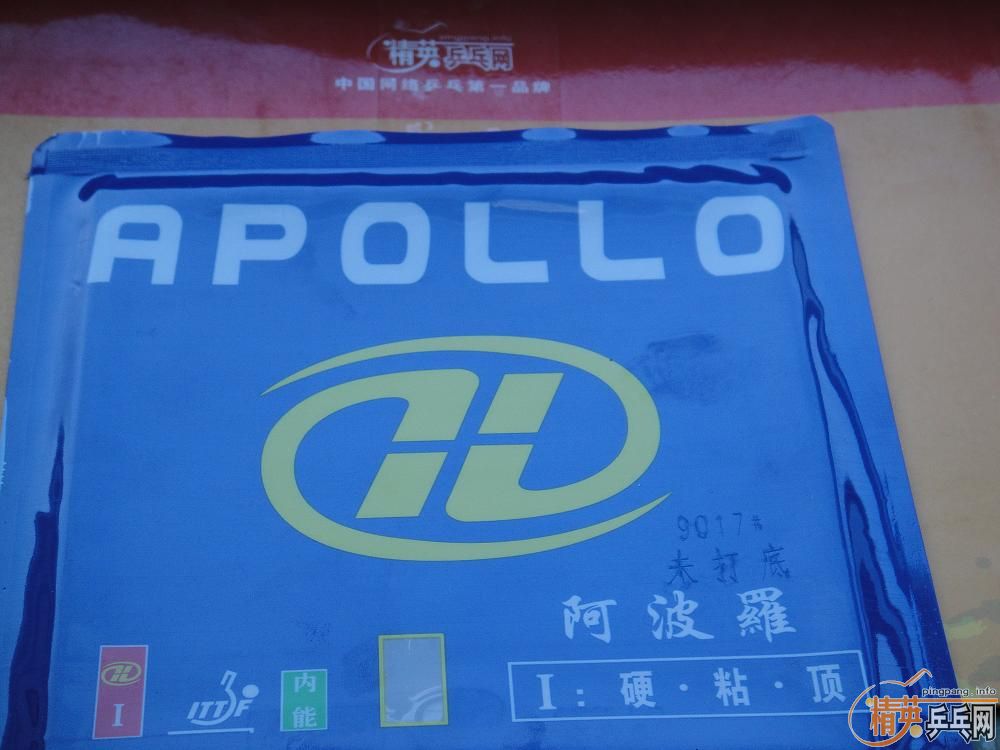 精英乒乓网
中国网络乒乓第一品牌
APOLLO
9017#
未打底
阿波羅
I
ITTF
内能
I：硬·粘·顶
pingpang.info
精英乒乓网